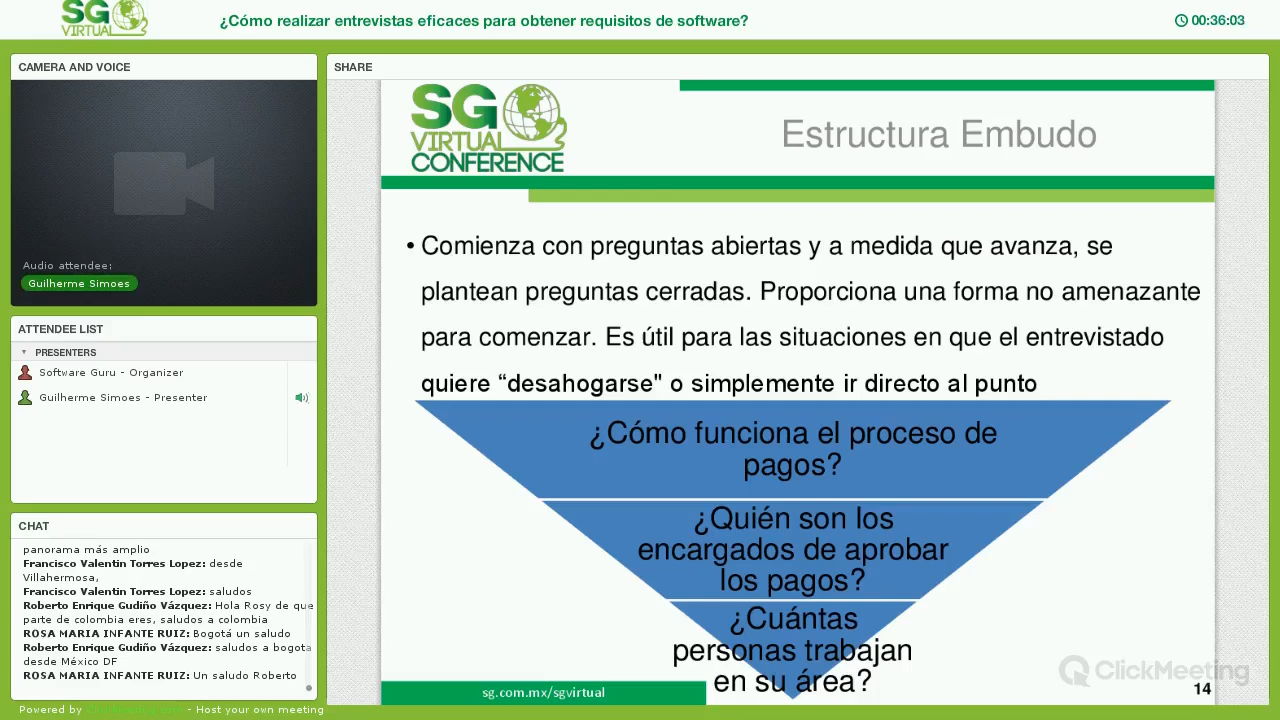 SG
VIRTUAL
¿Cómo realizar entrevistas eficaces para obtener requisitos de software?
00:36:03
CAMERA AND VOICE
Audio attendee:
Guilherme Simoes
ATTENDEE LIST
PRESENTERS
Software Guru - Organizer
Guilherme Simoes - Presenter
CHAT
panorama más amplio
Francisco Valentin Torres Lopez: desde
Villahermosa,
Francisco Valentin Torres Lopez: saludos
Roberto Enrique Gudiño Vázquez: Hola Rosy de que
parte de colombia eres, saludos a colombia
ROSA MARIA INFANTE RUIZ: Bogotá un saludo
Roberto Enrique Gudiño Vázquez: saludos a bogota
desde México DF
ROSA MARIA INFANTE RUIZ: Un saludo Roberto
Powered by - Host your own meeting
SHARE
SG
VIRTUAL
CONFERENCE
Estructura Embudo
• Comienza con preguntas abiertas y a medida que avanza, se
plantean preguntas cerradas. Proporciona una forma no amenazante
para comenzar. Es útil para las situaciones en que el entrevistado
quiere “desahogarse" o simplemente ir directo al punto
¿Cómo funciona el proceso de
pagos?
¿Quién son los
encargados de aprobar
los pagos?
¿Cuántas
personas trabajan
en su área?
sg.com.mx/sgvirtual
14
ClickMeeting